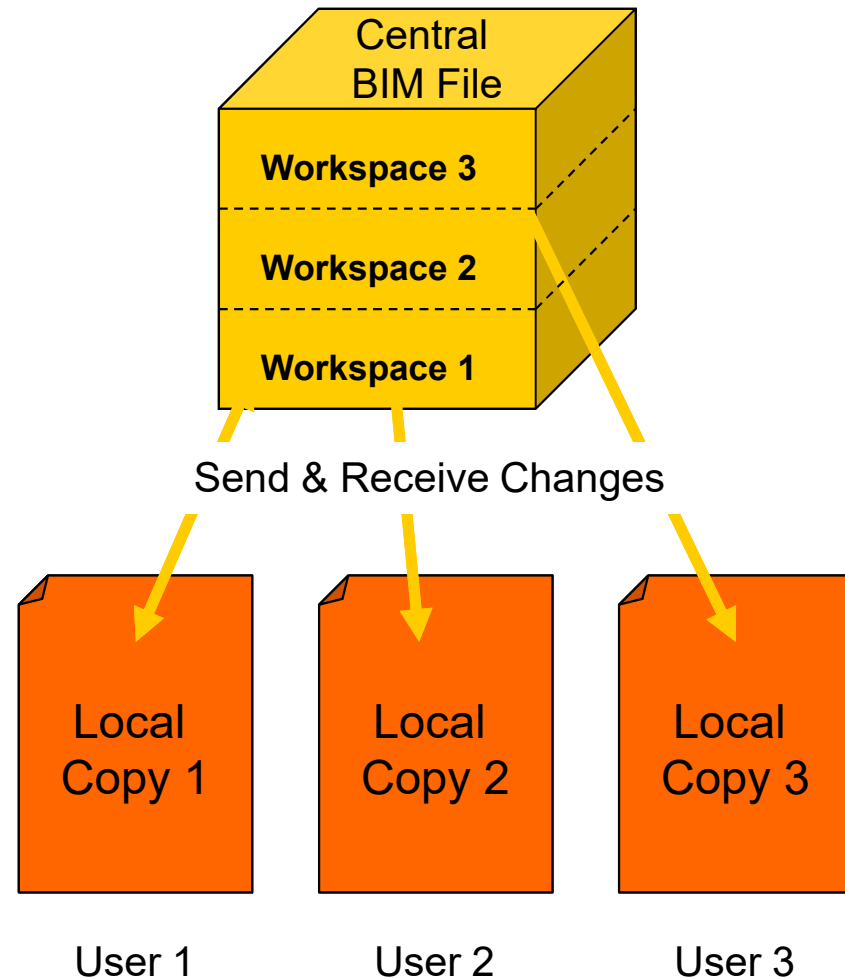 Central
BIM File
Workspace 3
Workspace 2
Workspace 1
Send & Receive Changes
Local
Copy 1
Local
Copy 2
Local
Copy 3
User 1
User 2
User 3